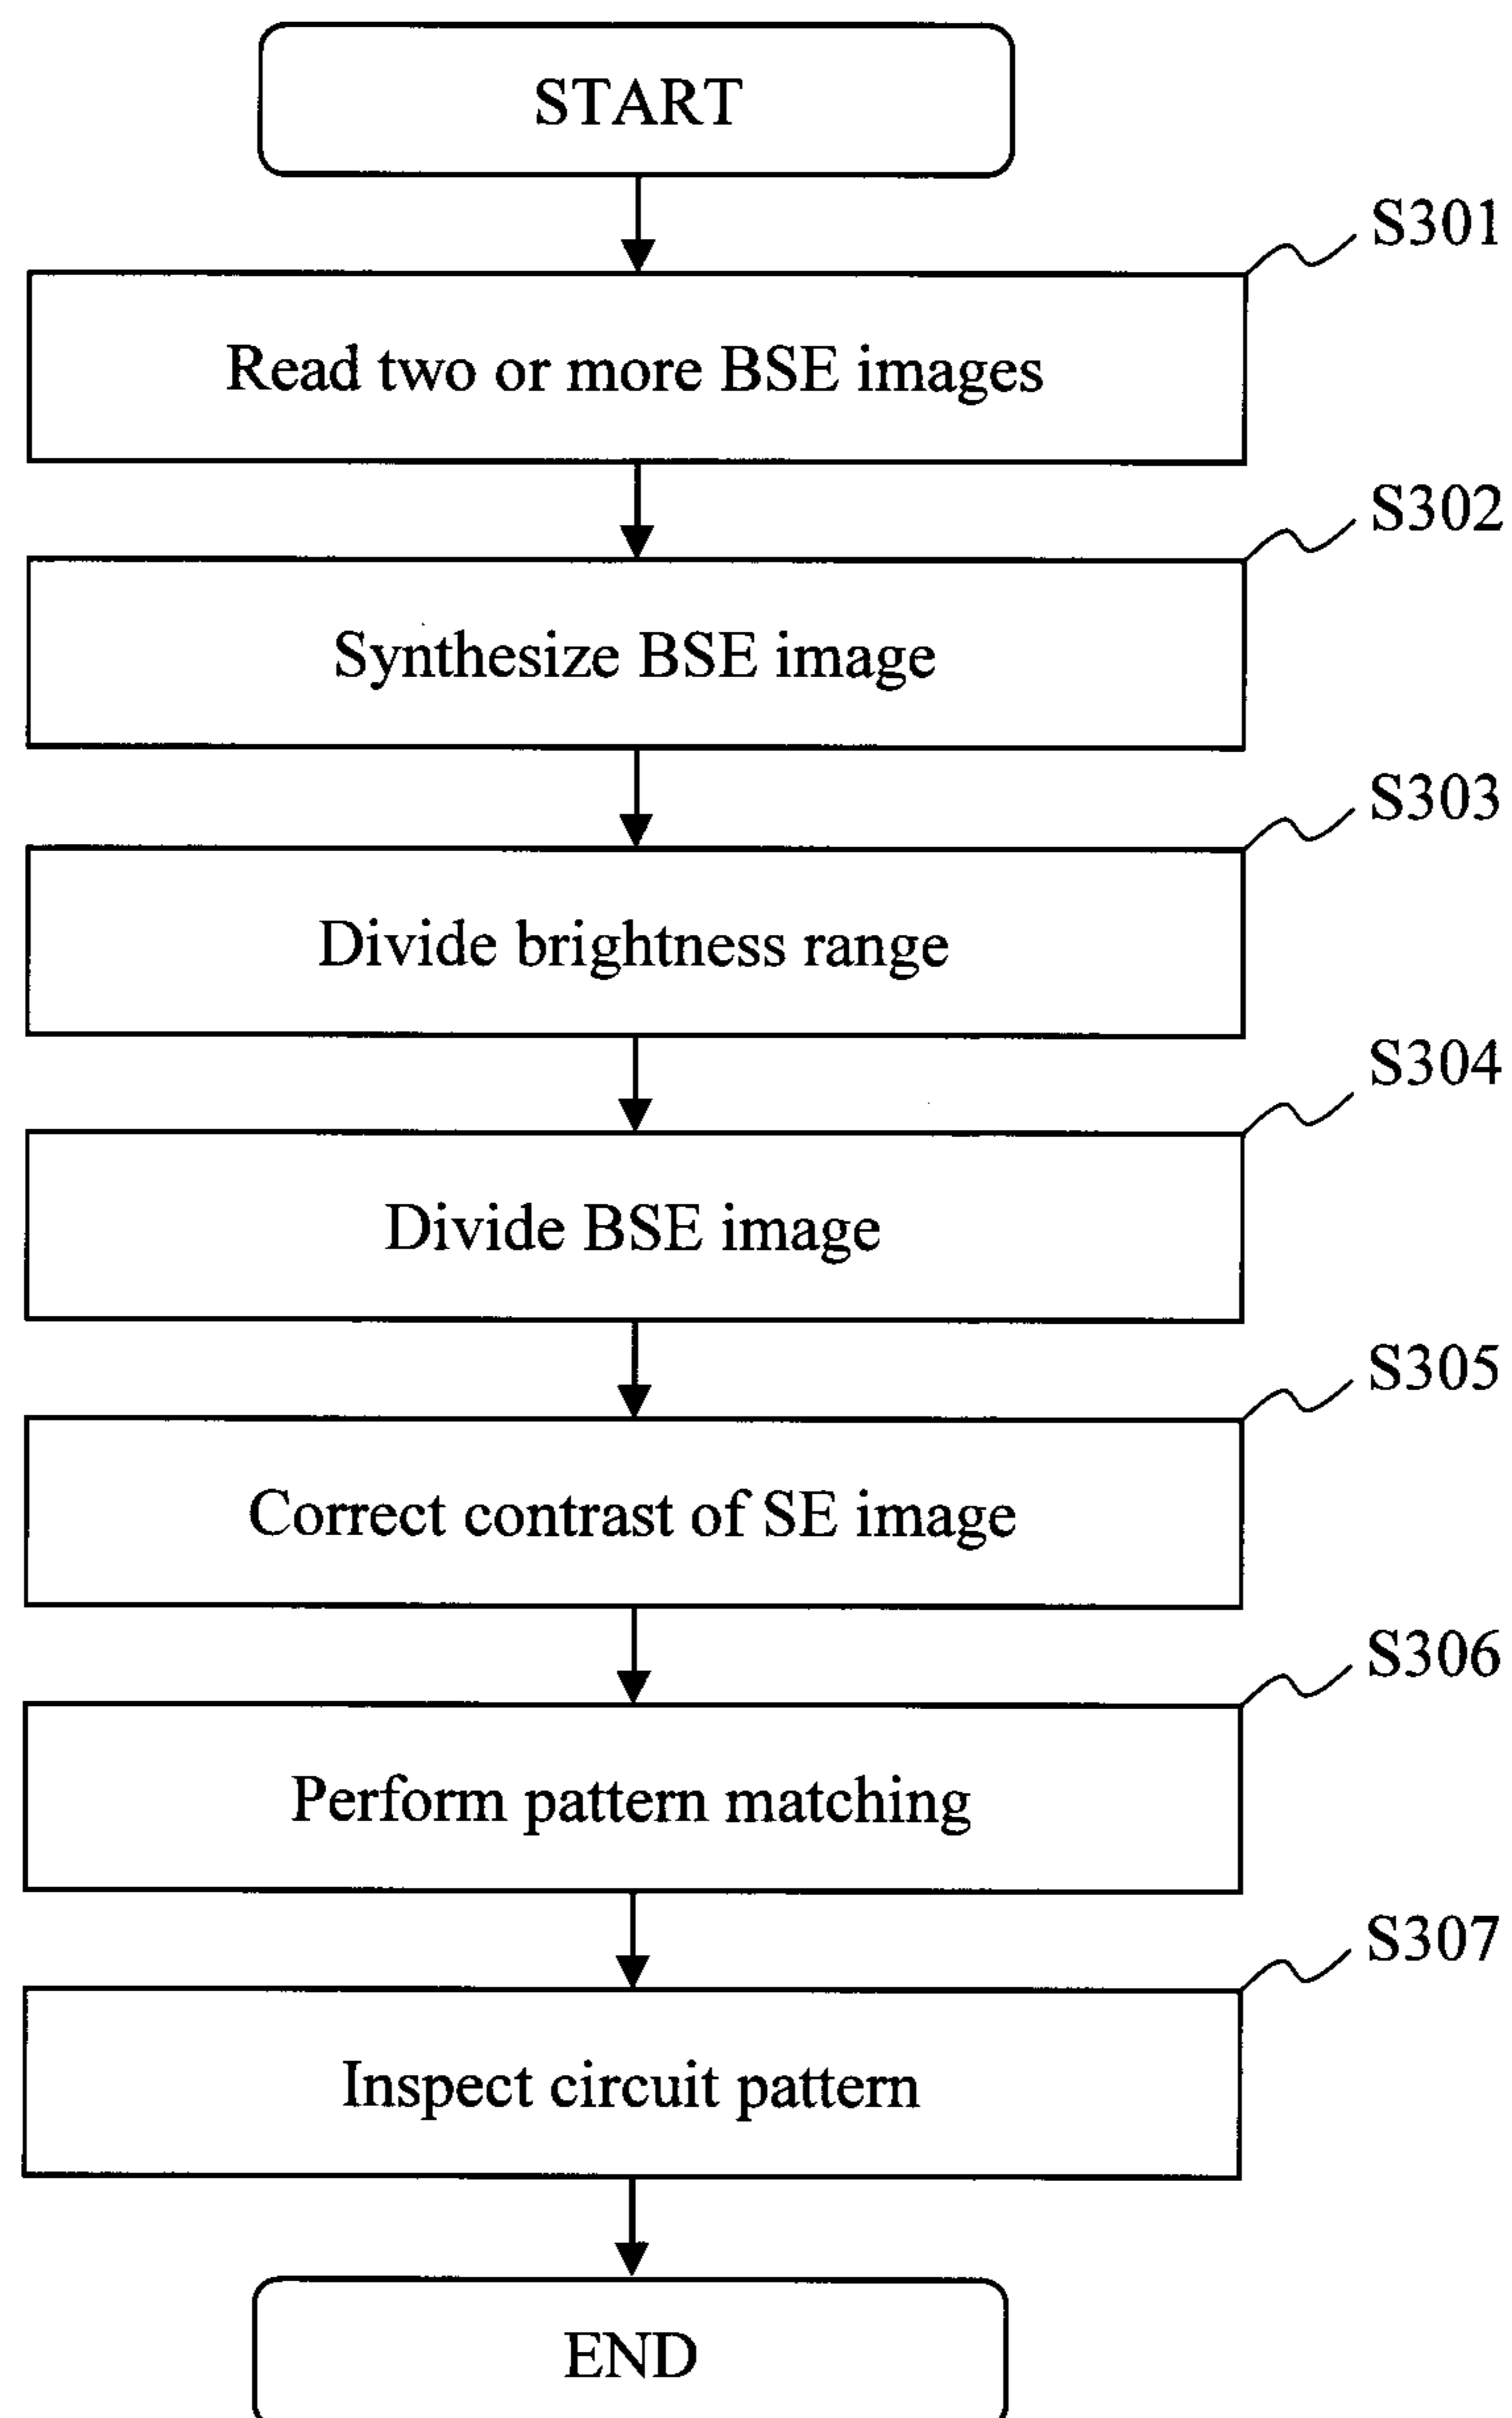 START
S301
Read two or more BSE images
S302
Synthesize BSE image
S303
Divide brightness range
S304
Divide BSE image
S305
Correct contrast of SE image
S306
Perform pattern matching
S307
Inspect circuit pattern
END